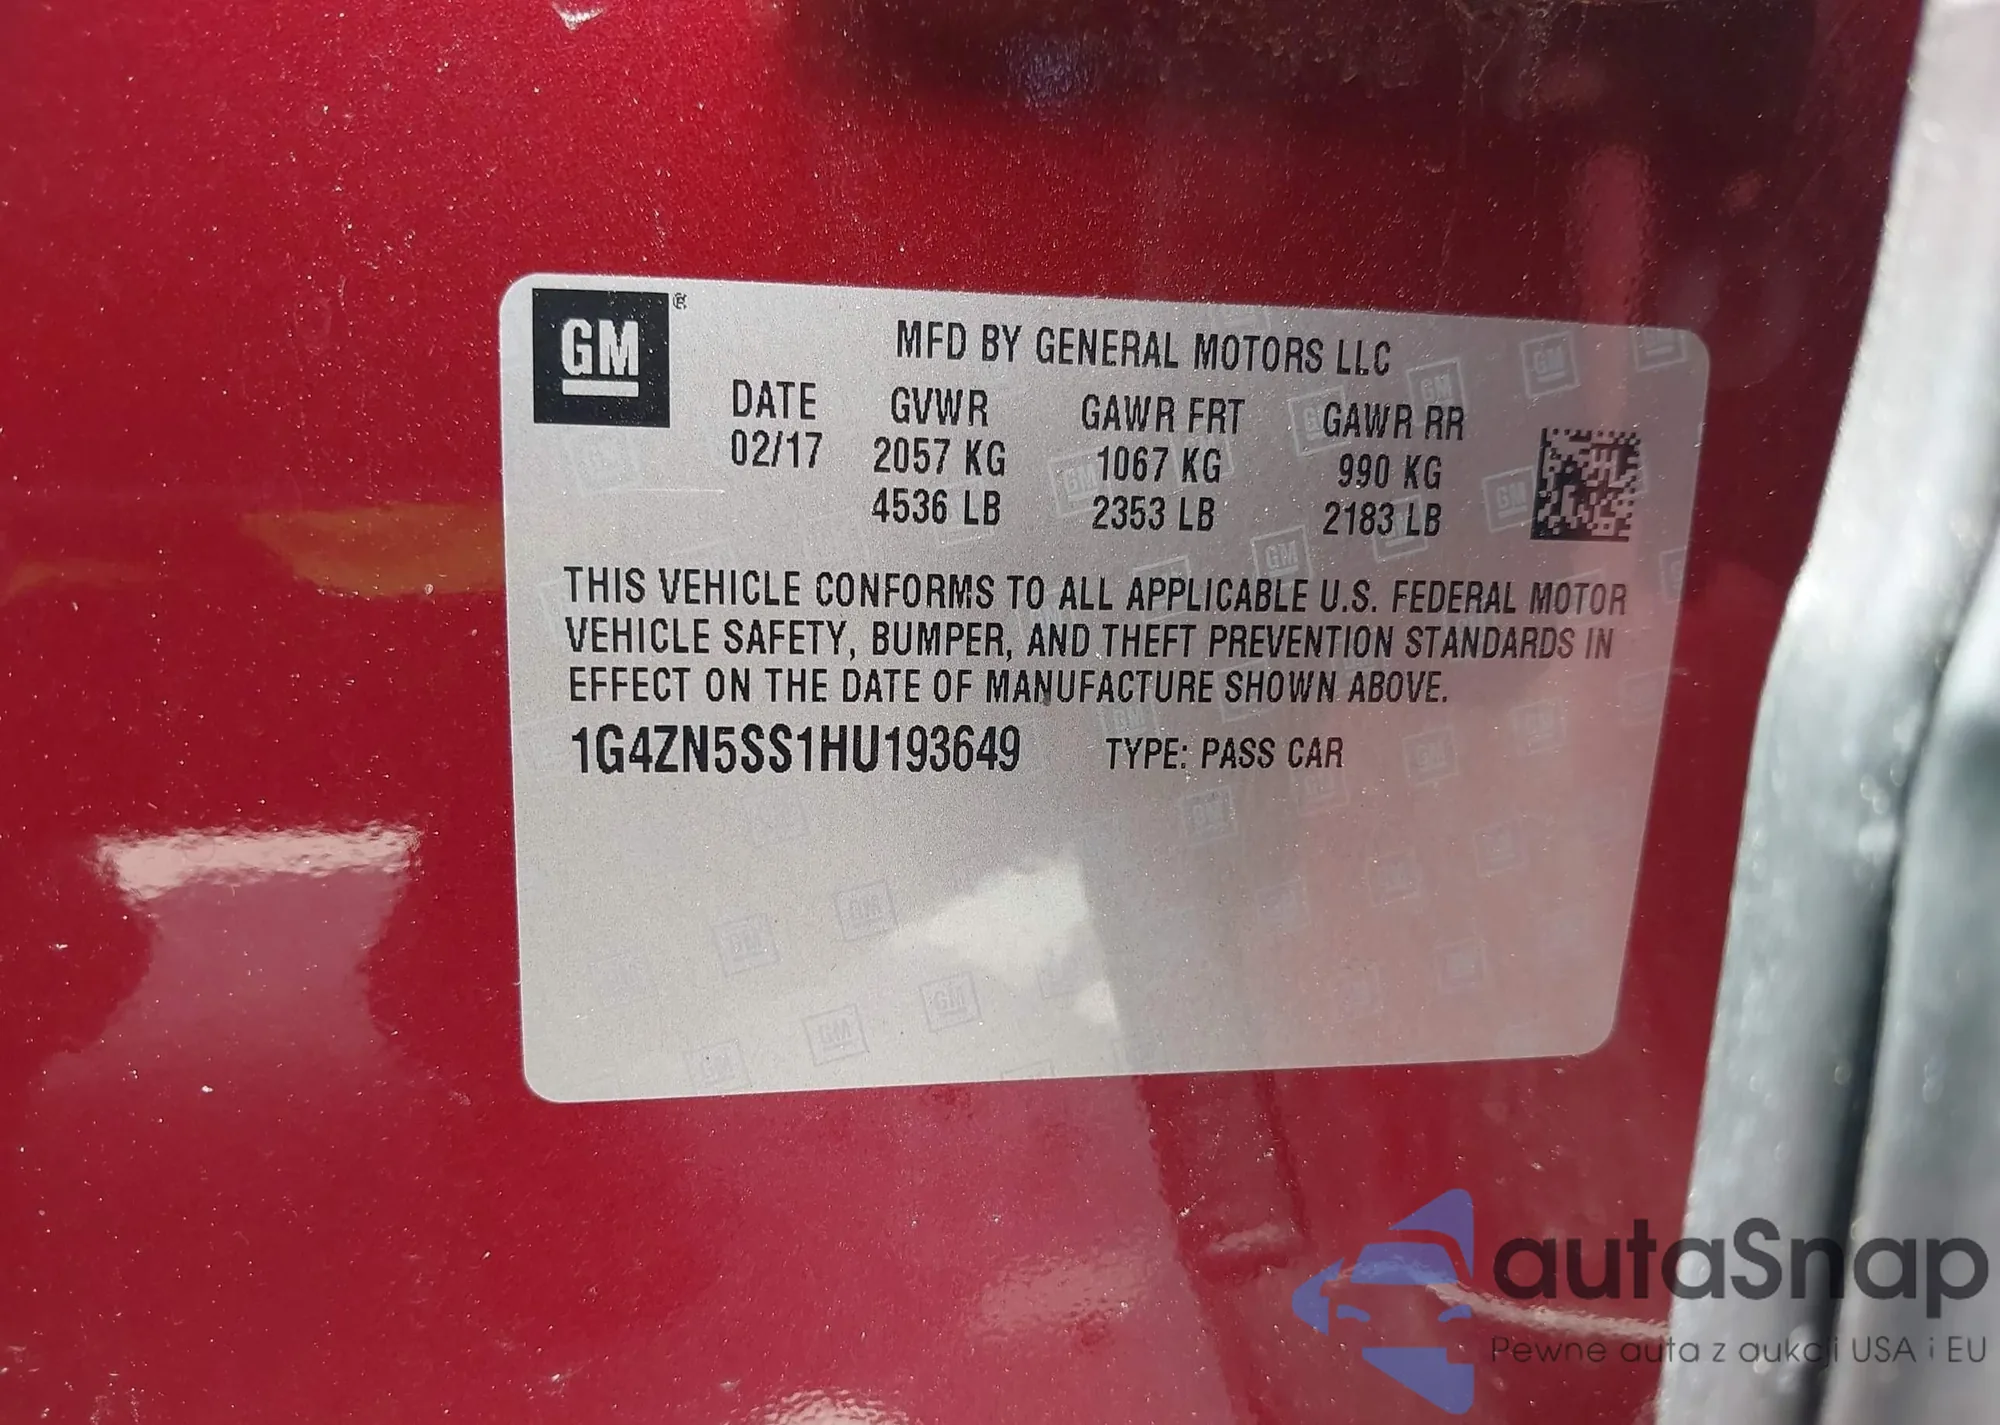 GM ®
MFD BY GENERAL MOTORS LLC
DATE GVWR GAWR FRT GAWR RR
02/17 2057 KG 1067 KG 990 KG
4536 LB 2353 LB 2183 LB
THIS VEHICLE CONFORMS TO ALL APPLICABLE U.S. FEDERAL MOTOR
VEHICLE SAFETY, BUMPER, AND THEFT PREVENTION STANDARDS IN
EFFECT ON THE DATE OF MANUFACTURE SHOWN ABOVE.
1G4ZN5SS1HU193649 TYPE: PASS CAR
autaSnap
Pewne auta z aukcji USA i EU